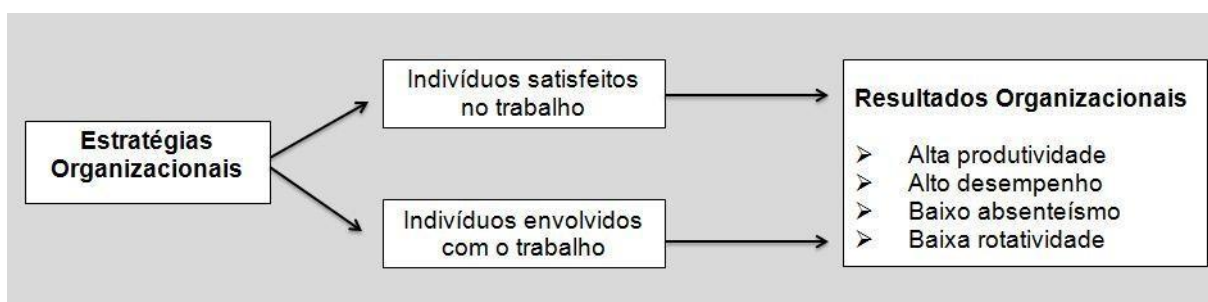 Estratégias
Organizacionais
Indivíduos satisfeitos
no trabalho
Indivíduos envolvidos
com o trabalho
Resultados Organizacionais
➢ Alta produtividade
➢ Alto desempenho
➢ Baixo absenteísmo
➢ Baixa rotatividade